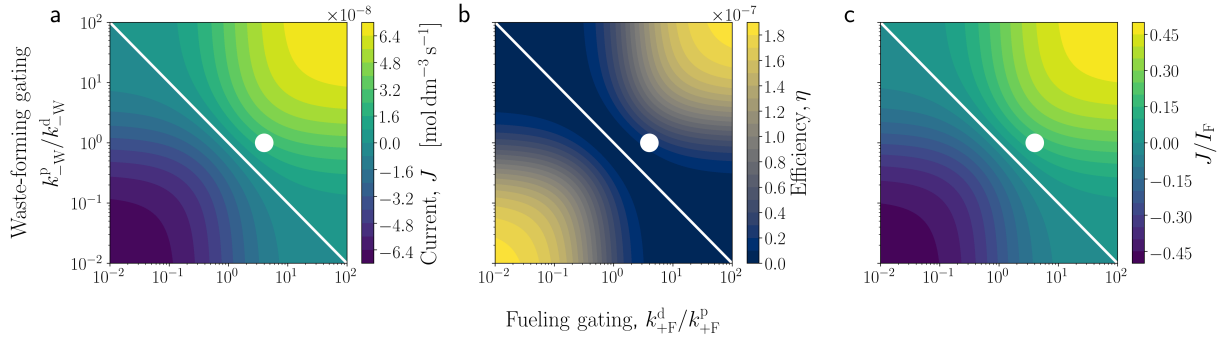 a
×10⁻⁸
b
×10⁻⁷
c
Waste-forming gating
k^p_{−W}/k^d_{−W}
10²
10¹
10⁰
10⁻¹
10⁻²
10⁻² 10⁻¹ 10⁰ 10¹ 10²
6.4
4.8
3.2
1.6
0.0
−1.6
−3.2
−4.8
−6.4
Current, J [mol dm⁻³ s⁻¹]
10⁻² 10⁻¹ 10⁰ 10¹ 10²
1.8
1.6
1.4
1.2
1.0
0.8
0.6
0.4
0.2
0.0
Efficiency, η
10⁻² 10⁻¹ 10⁰ 10¹ 10²
0.45
0.30
0.15
0.00
−0.15
−0.30
−0.45
J/I_F
Fueling gating, k^d_{+F}/k^p_{+F}